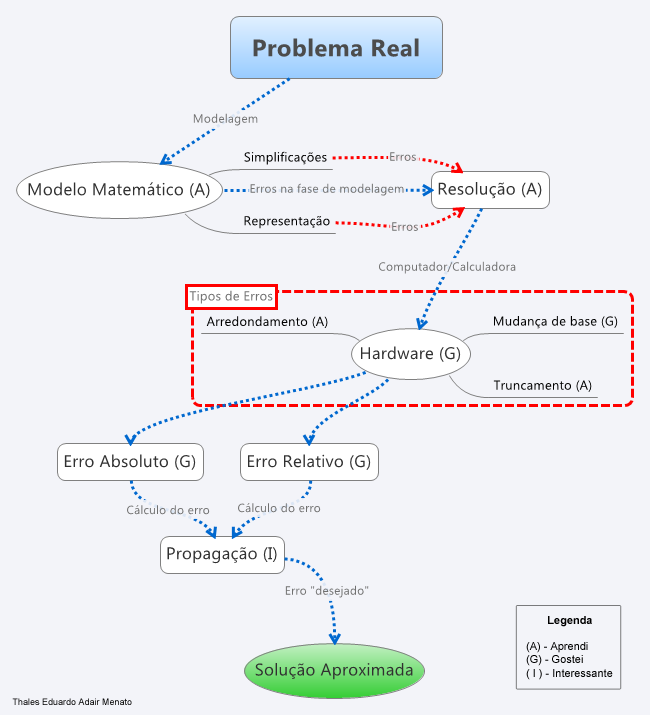 Problema Real
Modelagem
Simplificações
Erros
Modelo Matemático (A)
Erros na fase de modelagem
Resolução (A)
Representação
Erros
Computador/Calculadora
Tipos de Erros
Arredondamento (A)
Mudança de base (G)
Hardware (G)
Truncamento (A)
Erro Absoluto (G)
Erro Relativo (G)
Cálculo do erro
Cálculo do erro
Propagação (I)
Erro "desejado"
Solução Aproximada
Legenda
(A) - Aprendi
(G) - Gostei
( I ) - Interessante
Thales Eduardo Adair Menato